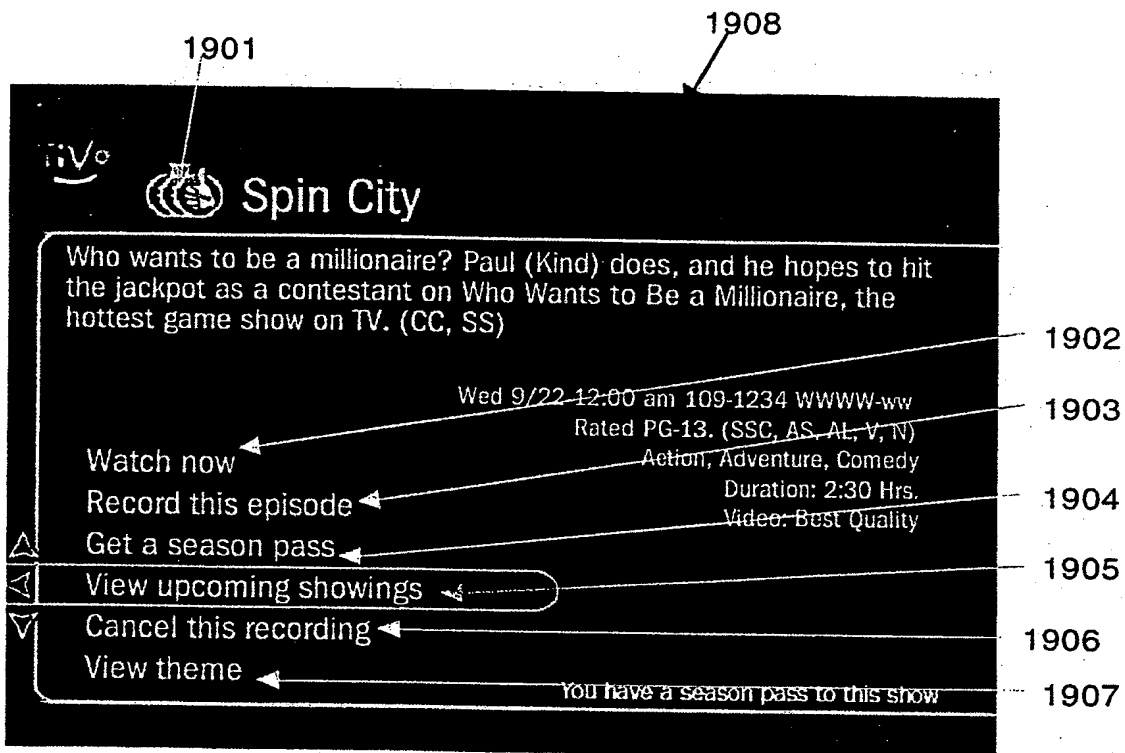 1908
1901
TiVo
Spin City
Who wants to be a millionaire? Paul (Kind) does, and he hopes to hit
the jackpot as a contestant on Who Wants to Be a Millionaire, the
hottest game show on TV. (CC, SS)
1902
Wed 9/22 12:00 am 109-1234 WWWW-ww
1903
Rated PG-13. (SSC, AS, AL, V, N)
Watch now
Action, Adventure, Comedy
Record this episode
Duration: 2:30 Hrs.
1904
Video: Best Quality
Get a season pass
1905
View upcoming showings
Cancel this recording
1906
View theme
You have a season pass to this show
1907